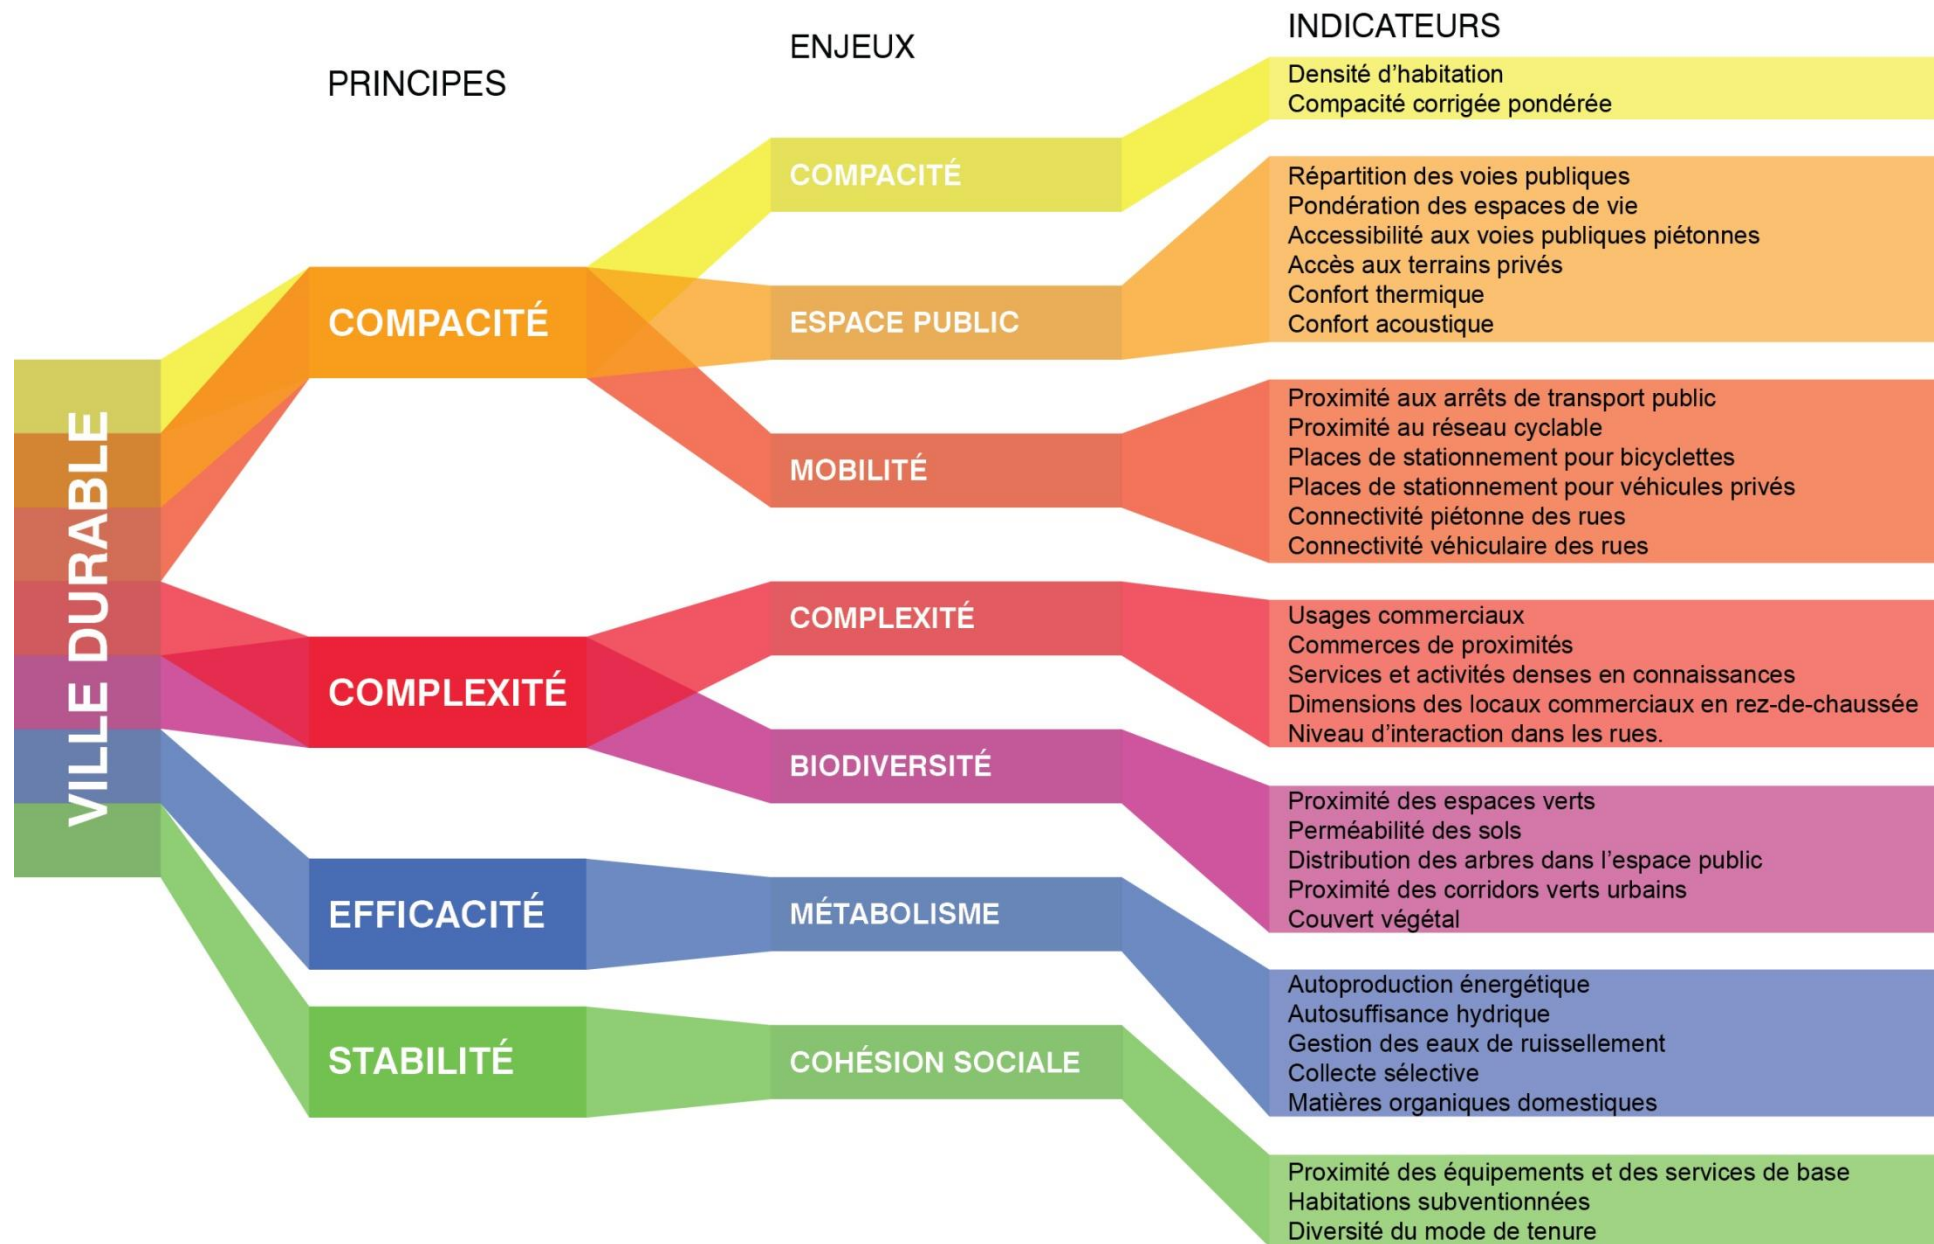 VILLE DURABLE
PRINCIPES
COMPACITÉ
COMPLEXITÉ
EFFICACITÉ
STABILITÉ
ENJEUX
COMPACITÉ
ESPACE PUBLIC
MOBILITÉ
COMPLEXITÉ
BIODIVERSITÉ
MÉTABOLISME
COHÉSION SOCIALE
INDICATEURS
Densité d’habitation
Compacité corrigée pondérée
Répartition des voies publiques
Pondération des espaces de vie
Accessibilité aux voies publiques piétonnes
Accès aux terrains privés
Confort thermique
Confort acoustique
Proximité aux arrêts de transport public
Proximité au réseau cyclable
Places de stationnement pour bicyclettes
Places de stationnement pour véhicules privés
Connectivité piétonne des rues
Connectivité véhiculaire des rues
Usages commerciaux
Commerces de proximités
Services et activités denses en connaissances
Dimensions des locaux commerciaux en rez-de-chaussée
Niveau d’interaction dans les rues.
Proximité des espaces verts
Perméabilité des sols
Distribution des arbres dans l’espace public
Proximité des corridors verts urbains
Couvert végétal
Autoproduction énergétique
Autosuffisance hydrique
Gestion des eaux de ruissellement
Collecte sélective
Matières organiques domestiques
Proximité des équipements et des services de base
Habitations subventionnées
Diversité du mode de tenure